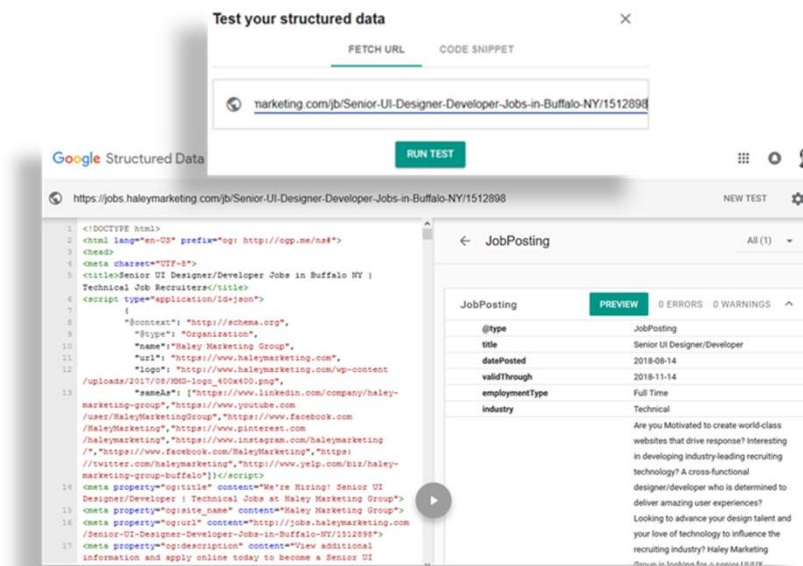 Test your structured data
FETCH URL CODE SNIPPET
marketing.com/jb/Senior-UI-Designer-Developer-Jobs-in-Buffalo-NY/1512898
RUN TEST
Google Structured Data
https://jobs.haleymarketing.com/jb/Senior-UI-Designer-Developer-Jobs-in-Buffalo-NY/1512898 NEW TEST
1 <!DOCTYPE html>
2 <html lang="en-US" prefix="og: http://ogp.me/ns#">
3 <head>
4 <meta charset="UTF-8">
5 <title>Senior UI Designer/Developer Jobs in Buffalo NY |
Technical Job Recruiters</title>
6 <script type="application/ld+json">
7 {
8 "@context": "http://schema.org",
9 "@type": "Organization",
10 "name":"Haley Marketing Group",
11 "url": "https://www.haleymarketing.com",
12 "logo": "http://www.haleymarketing.com/wp-content
/uploads/2017/08/HMG-logo_400x400.png",
13 "sameAs": ["https://www.linkedin.com/company/haley-
marketing-group","https://www.youtube.com
/user/HaleyMarketingGroup","https://www.facebook.com
/HaleyMarketing","https://www.pinterest.com
/haleymarketing","https://www.instagram.com/haleymarketing
/","https://www.facebook.com/HaleyMarketing","https:
//twitter.com/haleymarketing","http://www.yelp.com/biz/haley-
marketing-group-buffalo"]}</script>
14 <meta property="og:title" content="We're Hiring! Senior UI
Designer/Developer | Technical Jobs at Haley Marketing Group">
15 <meta property="og:site_name" content="Haley Marketing Group">
16 <meta property="og:url" content="http://jobs.haleymarketing.com
/Senior-UI-Designer-Developer-Jobs-in-Buffalo-NY/1512898">
17 <meta property="og:description" content="View additional
information and apply online today to become a Senior UI
JobPosting All (1)
JobPosting PREVIEW 0 ERRORS 0 WARNINGS
@type JobPosting
title Senior UI Designer/Developer
datePosted 2018-08-14
validThrough 2018-11-14
employmentType Full Time
industry Technical
Are you Motivated to create world-class
websites that drive response? Interesting
in developing industry-leading recruiting
technology? A cross-functional
designer/developer who is determined to
deliver amazing user experiences?
Looking to advance your design talent and
your love of technology to influence the
recruiting industry? Haley Marketing
Group is looking for a senior UI/UX